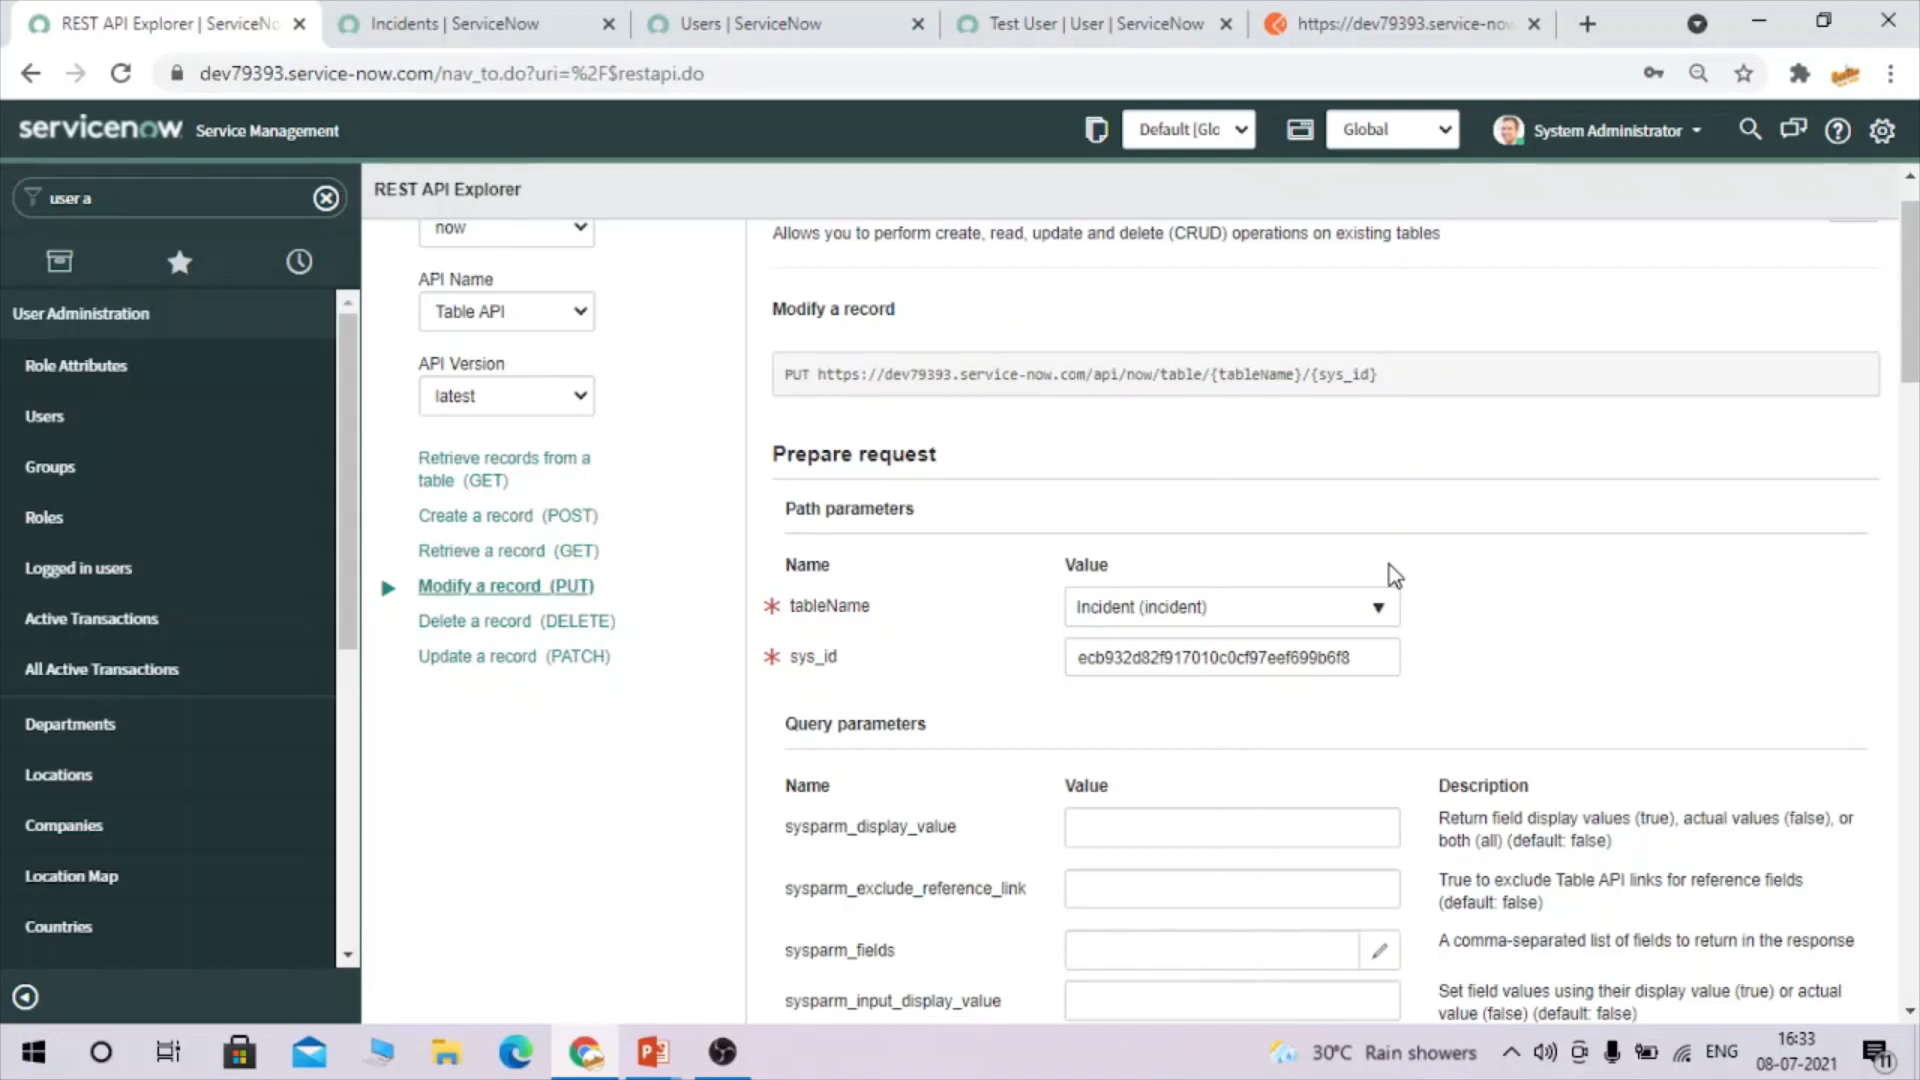 REST API Explorer | ServiceNo
Incidents | ServiceNow
Users | ServiceNow
Test User | User | ServiceNow
https://dev79393.service-now
dev79393.service-now.com/nav_to.do?uri=%2F$restapi.do
servicenow Service Management
Default [Glo
Global
System Administrator
user a
REST API Explorer
User Administration
Role Attributes
Users
Groups
Roles
Logged in users
Active Transactions
All Active Transactions
Departments
Locations
Companies
Location Map
Countries
now
API Name
Table API
API Version
latest
Retrieve records from a
table (GET)
Create a record (POST)
Retrieve a record (GET)
Modify a record (PUT)
Delete a record (DELETE)
Update a record (PATCH)
Allows you to perform create, read, update and delete (CRUD) operations on existing tables
Modify a record
PUT https://dev79393.service-now.com/api/now/table/{tableName}/{sys_id}
Prepare request
Path parameters
Name Value
* tableName Incident (incident)
* sys_id ecb932d82f917010c0cf97eef699b6f8
Query parameters
Name Value Description
sysparm_display_value Return field display values (true), actual values (false), or
both (all) (default: false)
sysparm_exclude_reference_link True to exclude Table API links for reference fields
(default: false)
sysparm_fields A comma-separated list of fields to return in the response
sysparm_input_display_value Set field values using their display value (true) or actual
value (false) (default: false)
30°C Rain showers
ENG
16:33
08-07-2021
11